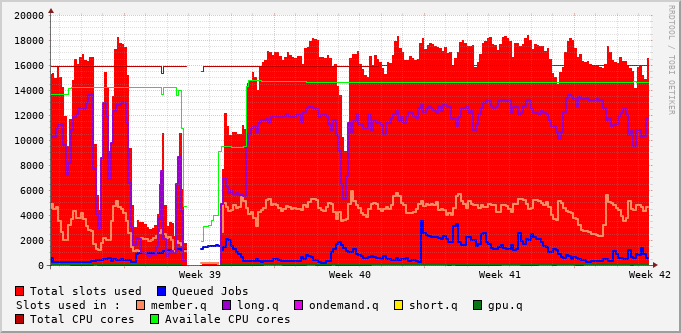 20000
18000
16000
14000
12000
10000
8000
6000
4000
2000
0
Week 39 Week 40 Week 41 Week 42
RRDTOOL / TOBI OETIKER
Total slots used Queued Jobs
Slots used in : member.q long.q ondemand.q short.q gpu.q
Total CPU cores Availale CPU cores